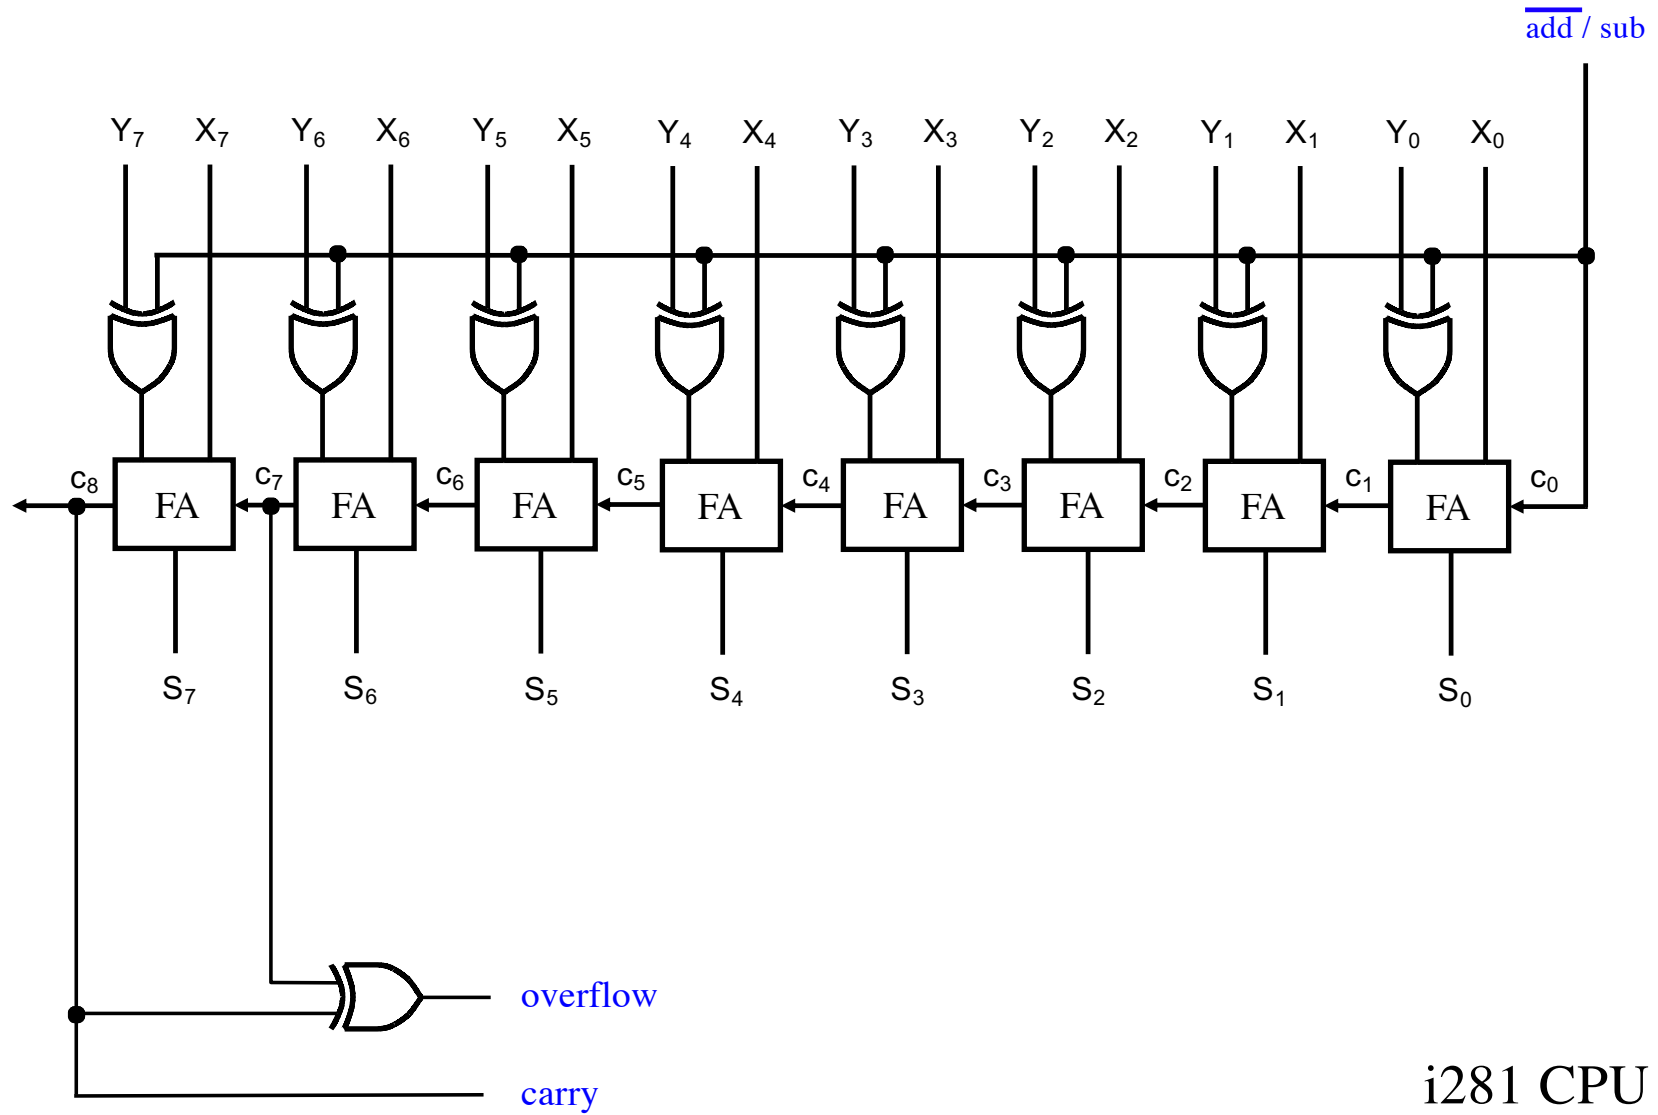 add / sub
Y₇ X₇ Y₆ X₆ Y₅ X₅ Y₄ X₄ Y₃ X₃ Y₂ X₂ Y₁ X₁ Y₀ X₀
c₈ FA c₇ FA c₆ FA c₅ FA c₄ FA c₃ FA c₂ FA c₁ FA c₀
S₇ S₆ S₅ S₄ S₃ S₂ S₁ S₀
overflow
carry
i281 CPU